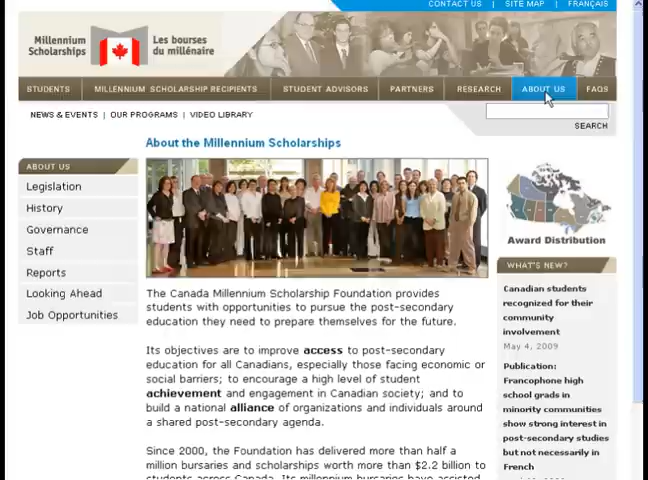 CONTACT US | SITE MAP | FRANÇAIS
Millennium Scholarships
Les bourses du millénaire
STUDENTS
MILLENNIUM SCHOLARSHIP RECIPIENTS
STUDENT ADVISORS
PARTNERS
RESEARCH
ABOUT US
FAQS
NEWS & EVENTS | OUR PROGRAMS | VIDEO LIBRARY
SEARCH
About the Millennium Scholarships
ABOUT US
Legislation
History
Governance
Staff
Reports
Looking Ahead
Job Opportunities
The Canada Millennium Scholarship Foundation provides
students with opportunities to pursue the post-secondary
education they need to prepare themselves for the future.
Its objectives are to improve access to post-secondary
education for all Canadians, especially those facing economic or
social barriers; to encourage a high level of student
achievement and engagement in Canadian society; and to
build a national alliance of organizations and individuals around
a shared post-secondary agenda.
Since 2000, the Foundation has delivered more than half a
million bursaries and scholarships worth more than $2.2 billion to
students across Canada. Its millennium bursaries have assisted
Award Distribution
WHAT'S NEW?
Canadian students
recognized for their
community
involvement
May 4, 2009
Publication:
Francophone high
school grads in
minority communities
show strong interest in
post-secondary studies
but not necessarily in
French